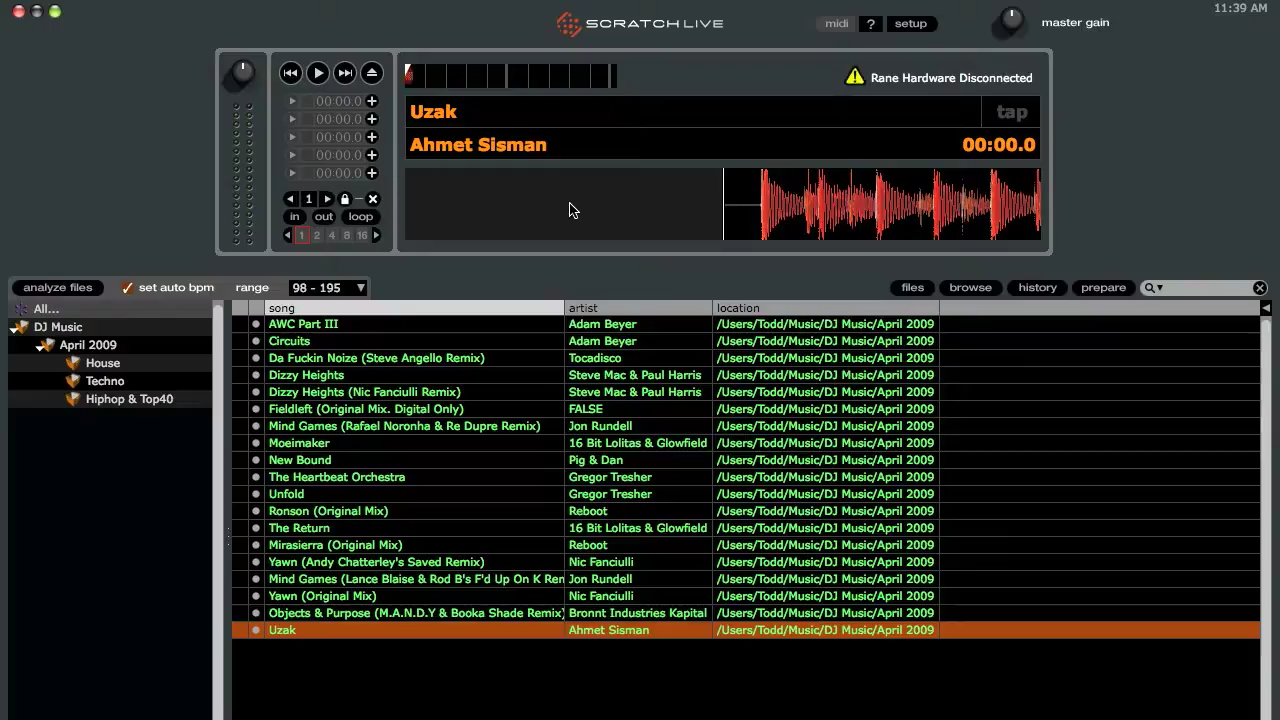 11:39 AM
SCRATCH LIVE
midi ? setup
master gain
Rane Hardware Disconnected
00:00.0
00:00.0
00:00.0
00:00.0
00:00.0
Uzak tap
Ahmet Sisman 00:00.0
1
in out loop
1 2 4 8 16
analyze files set auto bpm range 98 - 195
files browse history prepare
All...
DJ Music
April 2009
House
Techno
Hiphop & Top40
song artist location
AWC Part III Adam Beyer /Users/Todd/Music/DJ Music/April 2009
Circuits Adam Beyer /Users/Todd/Music/DJ Music/April 2009
Da Fuckin Noize (Steve Angello Remix) Tocadisco /Users/Todd/Music/DJ Music/April 2009
Dizzy Heights Steve Mac & Paul Harris /Users/Todd/Music/DJ Music/April 2009
Dizzy Heights (Nic Fanciulli Remix) Steve Mac & Paul Harris /Users/Todd/Music/DJ Music/April 2009
Fieldleft (Original Mix. Digital Only) FALSE /Users/Todd/Music/DJ Music/April 2009
Mind Games (Rafael Noronha & Re Dupre Remix) Jon Rundell /Users/Todd/Music/DJ Music/April 2009
Moeimaker 16 Bit Lolitas & Glowfield /Users/Todd/Music/DJ Music/April 2009
New Bound Pig & Dan /Users/Todd/Music/DJ Music/April 2009
The Heartbeat Orchestra Gregor Tresher /Users/Todd/Music/DJ Music/April 2009
Unfold Gregor Tresher /Users/Todd/Music/DJ Music/April 2009
Ronson (Original Mix) Reboot /Users/Todd/Music/DJ Music/April 2009
The Return 16 Bit Lolitas & Glowfield /Users/Todd/Music/DJ Music/April 2009
Mirasierra (Original Mix) Reboot /Users/Todd/Music/DJ Music/April 2009
Yawn (Andy Chatterley's Saved Remix) Nic Fanciulli /Users/Todd/Music/DJ Music/April 2009
Mind Games (Lance Blaise & Rod B's F'd Up On K Ren Jon Rundell /Users/Todd/Music/DJ Music/April 2009
Yawn (Original Mix) Nic Fanciulli /Users/Todd/Music/DJ Music/April 2009
Objects & Purpose (M.A.N.D.Y & Booka Shade Remix) Bronnt Industries Kapital /Users/Todd/Music/DJ Music/April 2009
Uzak Ahmet Sisman /Users/Todd/Music/DJ Music/April 2009